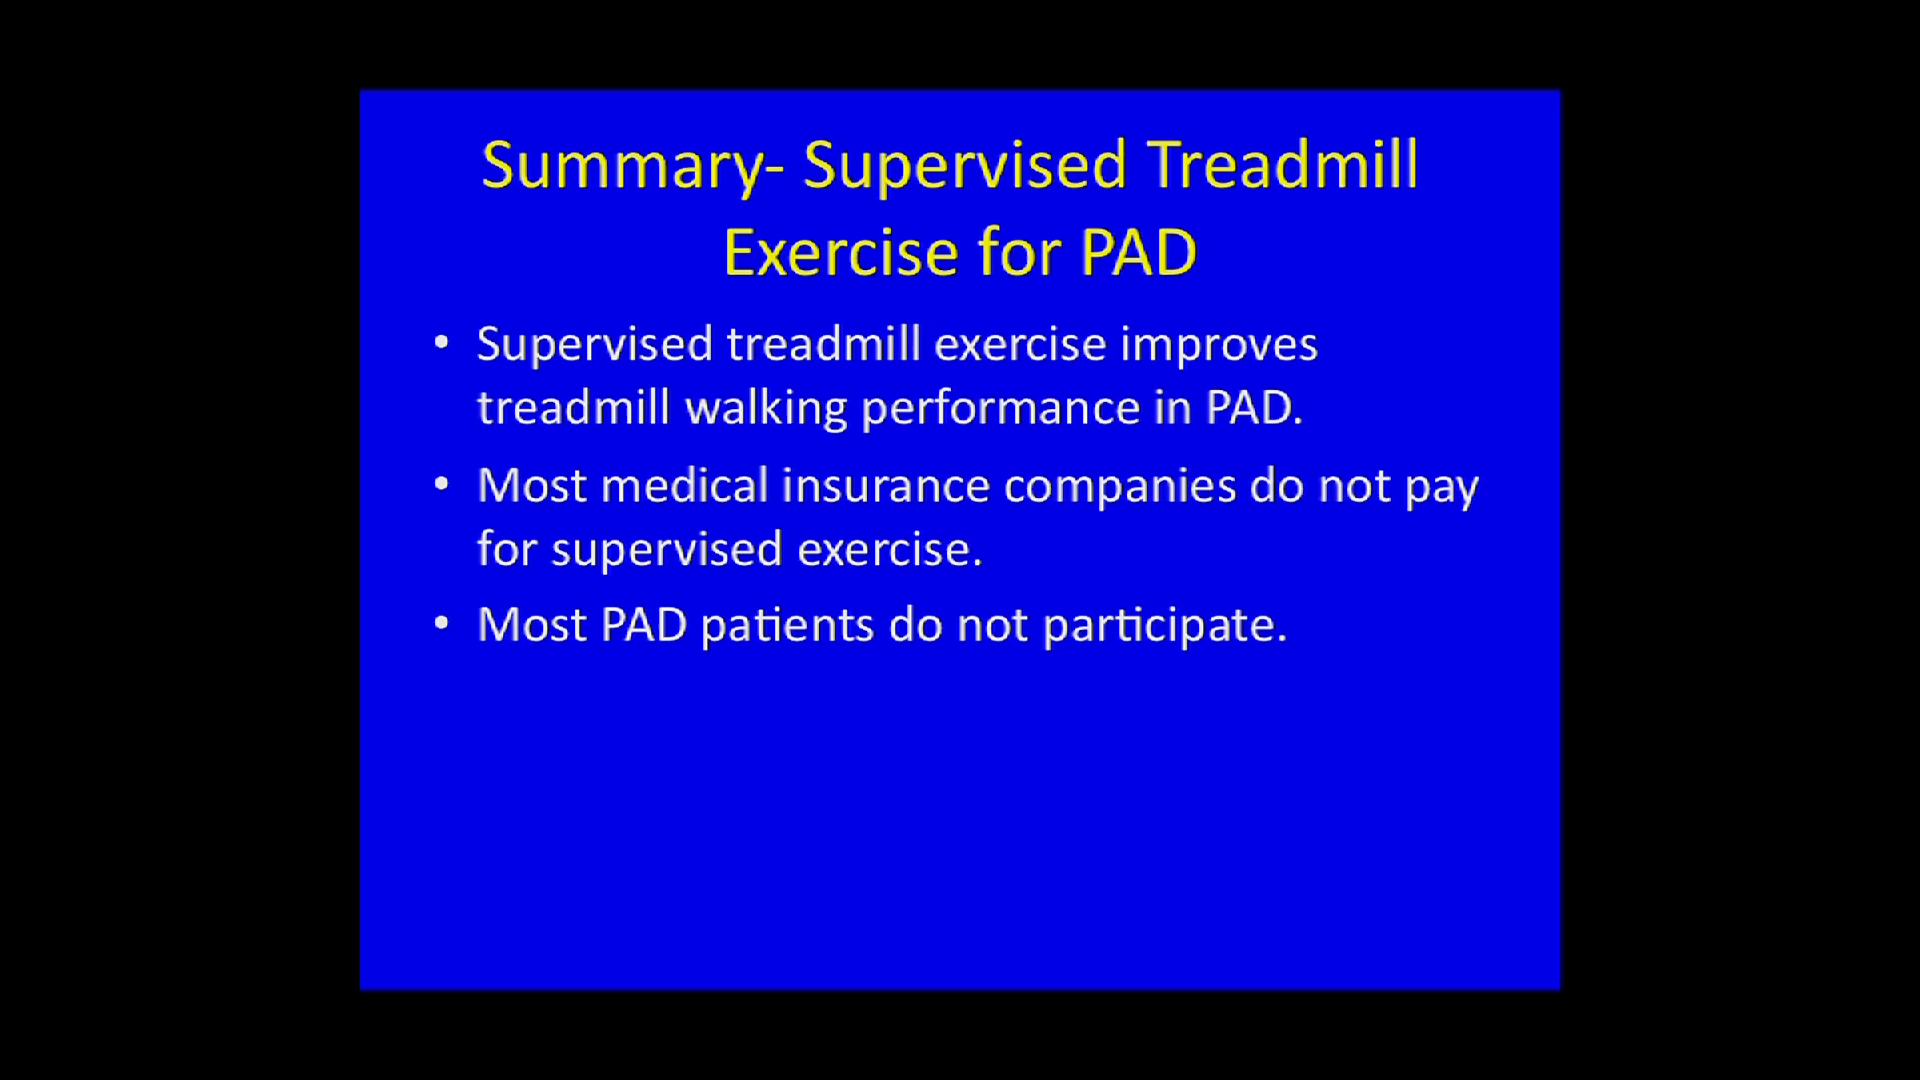 Summary- Supervised Treadmill
Exercise for PAD
• Supervised treadmill exercise improves
treadmill walking performance in PAD.
• Most medical insurance companies do not pay
for supervised exercise.
• Most PAD patients do not participate.